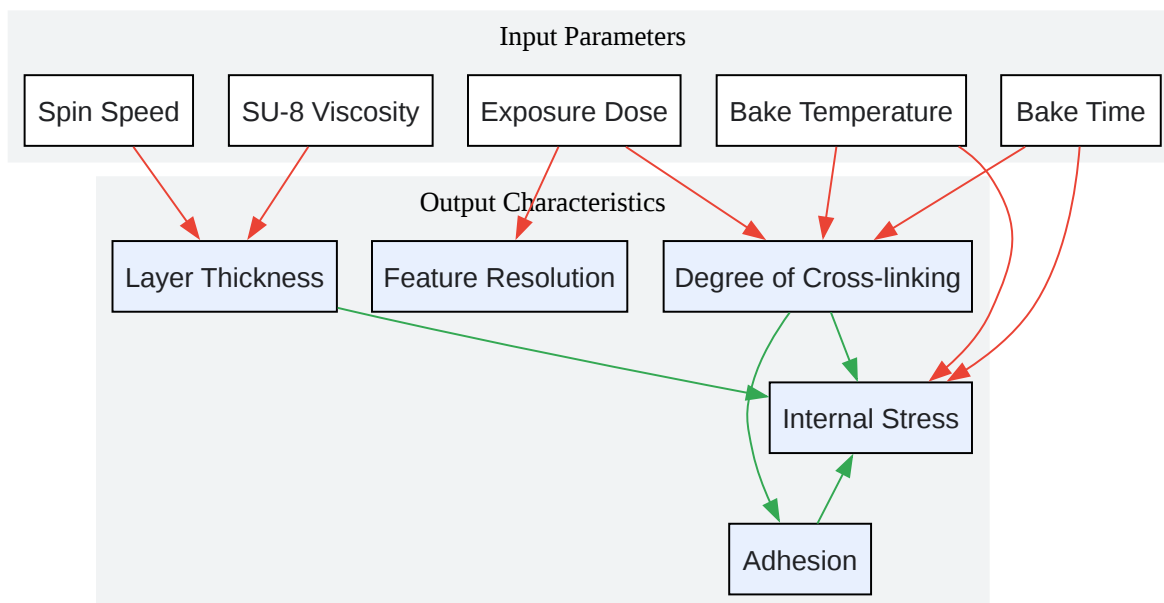 Input Parameters
Spin Speed
SU-8 Viscosity
Exposure Dose
Bake Temperature
Bake Time
Output Characteristics
Layer Thickness
Feature Resolution
Degree of Cross-linking
Internal Stress
Adhesion